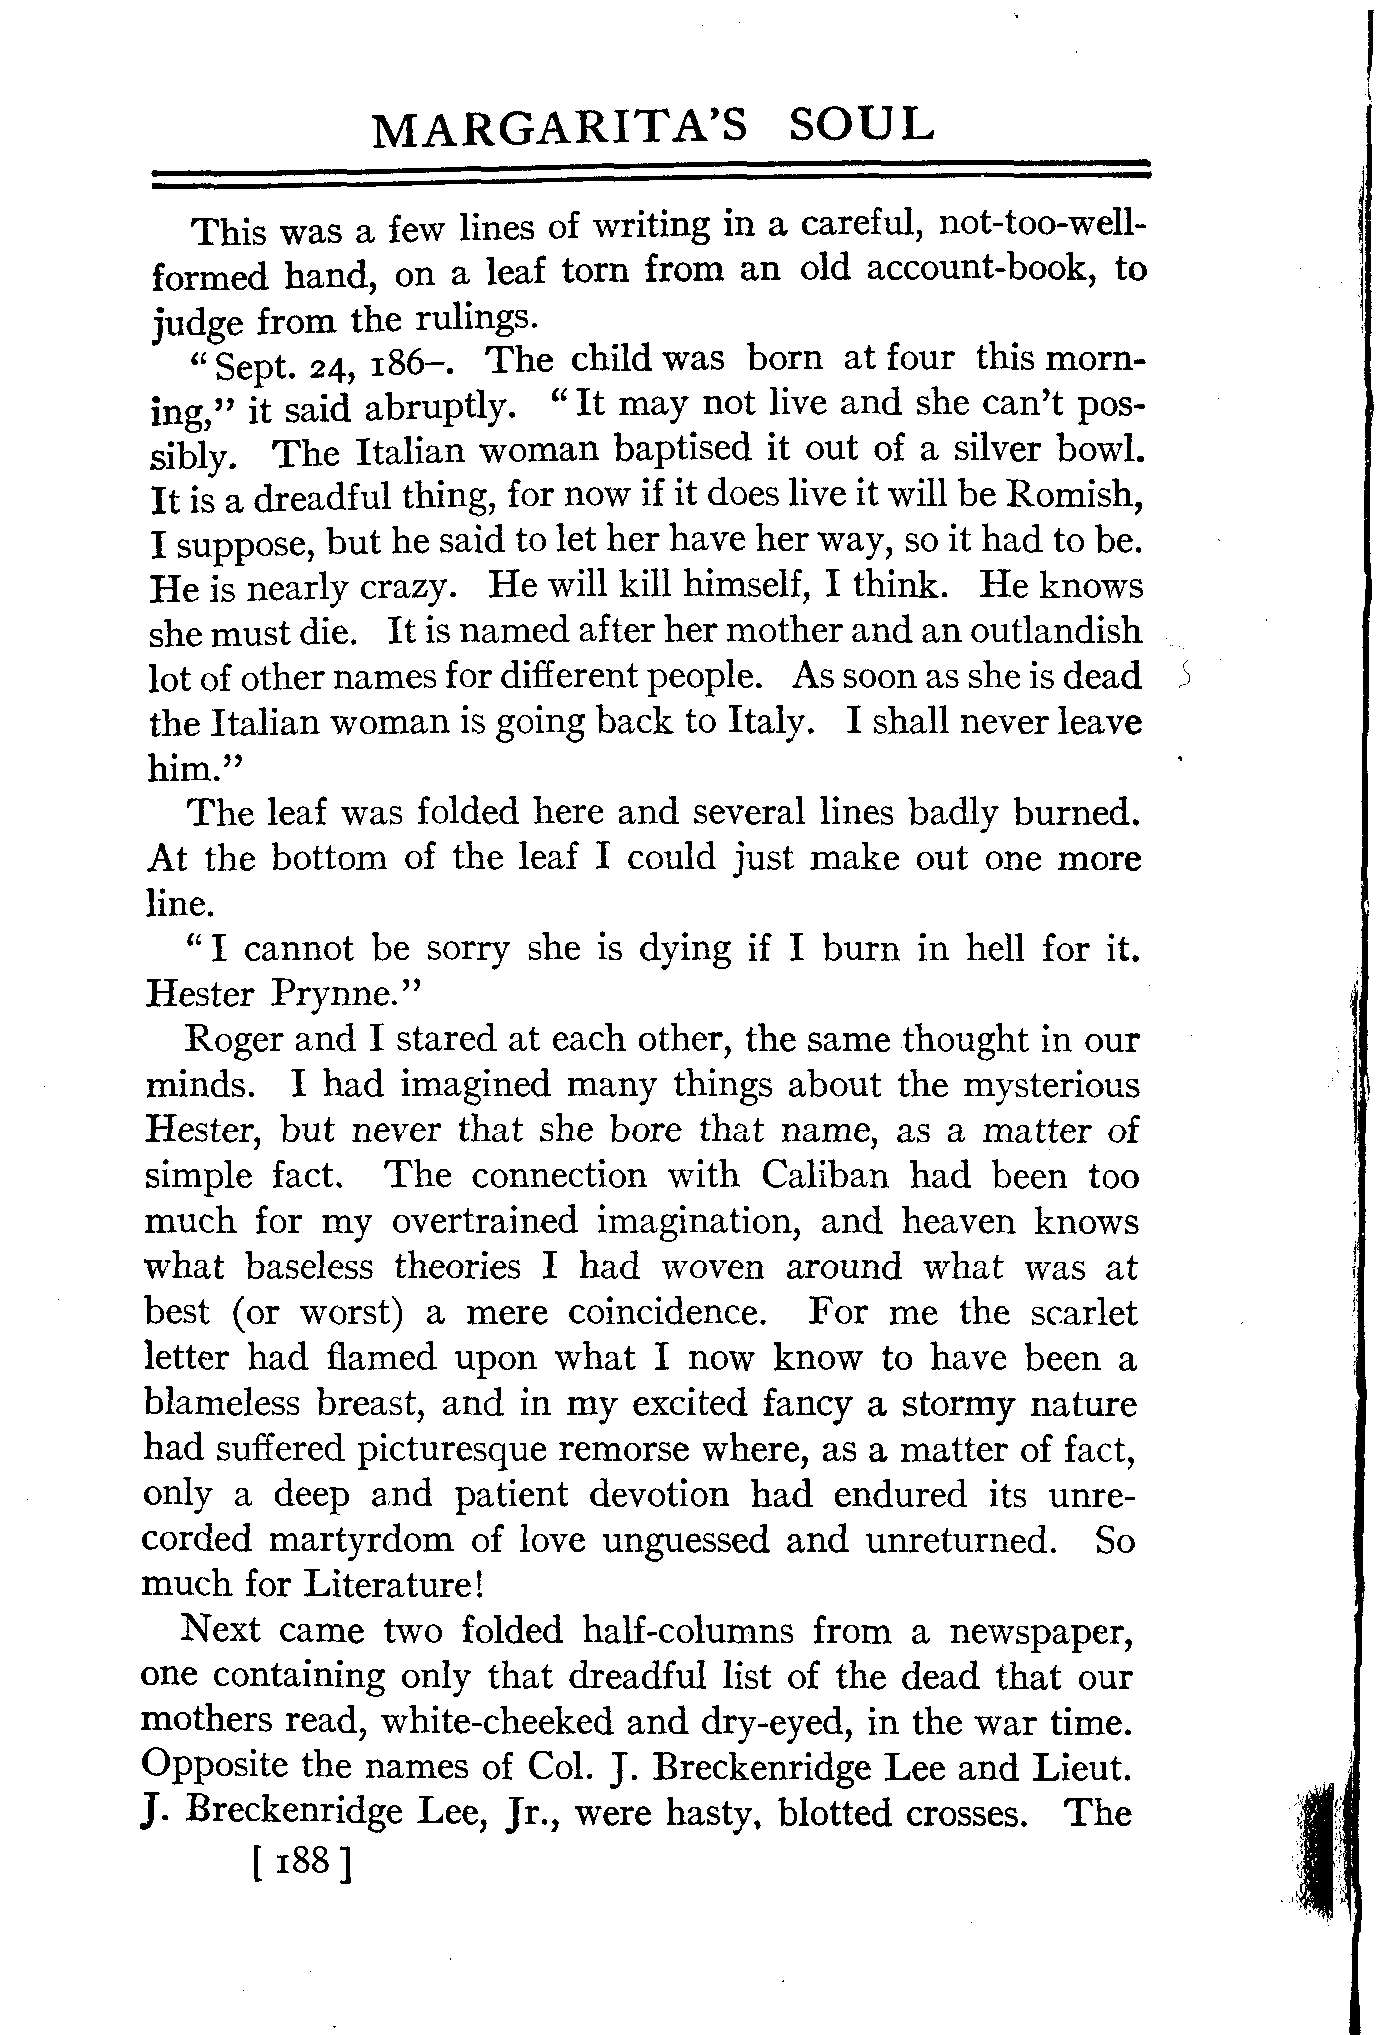 MARGARITA'S SOUL
This was a few lines of writing in a careful, not-too-well-
formed hand, on a leaf torn from an old account-book, to
judge from the rulings.
"Sept. 24, 186–. The child was born at four this morn-
ing," it said abruptly. "It may not live and she can't pos-
sibly. The Italian woman baptised it out of a silver bowl.
It is a dreadful thing, for now if it does live it will be Romish,
I suppose, but he said to let her have her way, so it had to be.
He is nearly crazy. He will kill himself, I think. He knows
she must die. It is named after her mother and an outlandish
lot of other names for different people. As soon as she is dead
the Italian woman is going back to Italy. I shall never leave
him."
The leaf was folded here and several lines badly burned.
At the bottom of the leaf I could just make out one more
line.
"I cannot be sorry she is dying if I burn in hell for it.
Hester Prynne."
Roger and I stared at each other, the same thought in our
minds. I had imagined many things about the mysterious
Hester, but never that she bore that name, as a matter of
simple fact. The connection with Caliban had been too
much for my overtrained imagination, and heaven knows
what baseless theories I had woven around what was at
best (or worst) a mere coincidence. For me the scarlet
letter had flamed upon what I now know to have been a
blameless breast, and in my excited fancy a stormy nature
had suffered picturesque remorse where, as a matter of fact,
only a deep and patient devotion had endured its unre-
corded martyrdom of love unguessed and unreturned. So
much for Literature!
Next came two folded half-columns from a newspaper,
one containing only that dreadful list of the dead that our
mothers read, white-cheeked and dry-eyed, in the war time.
Opposite the names of Col. J. Breckenridge Lee and Lieut.
J. Breckenridge Lee, Jr., were hasty, blotted crosses. The
[ 188 ]